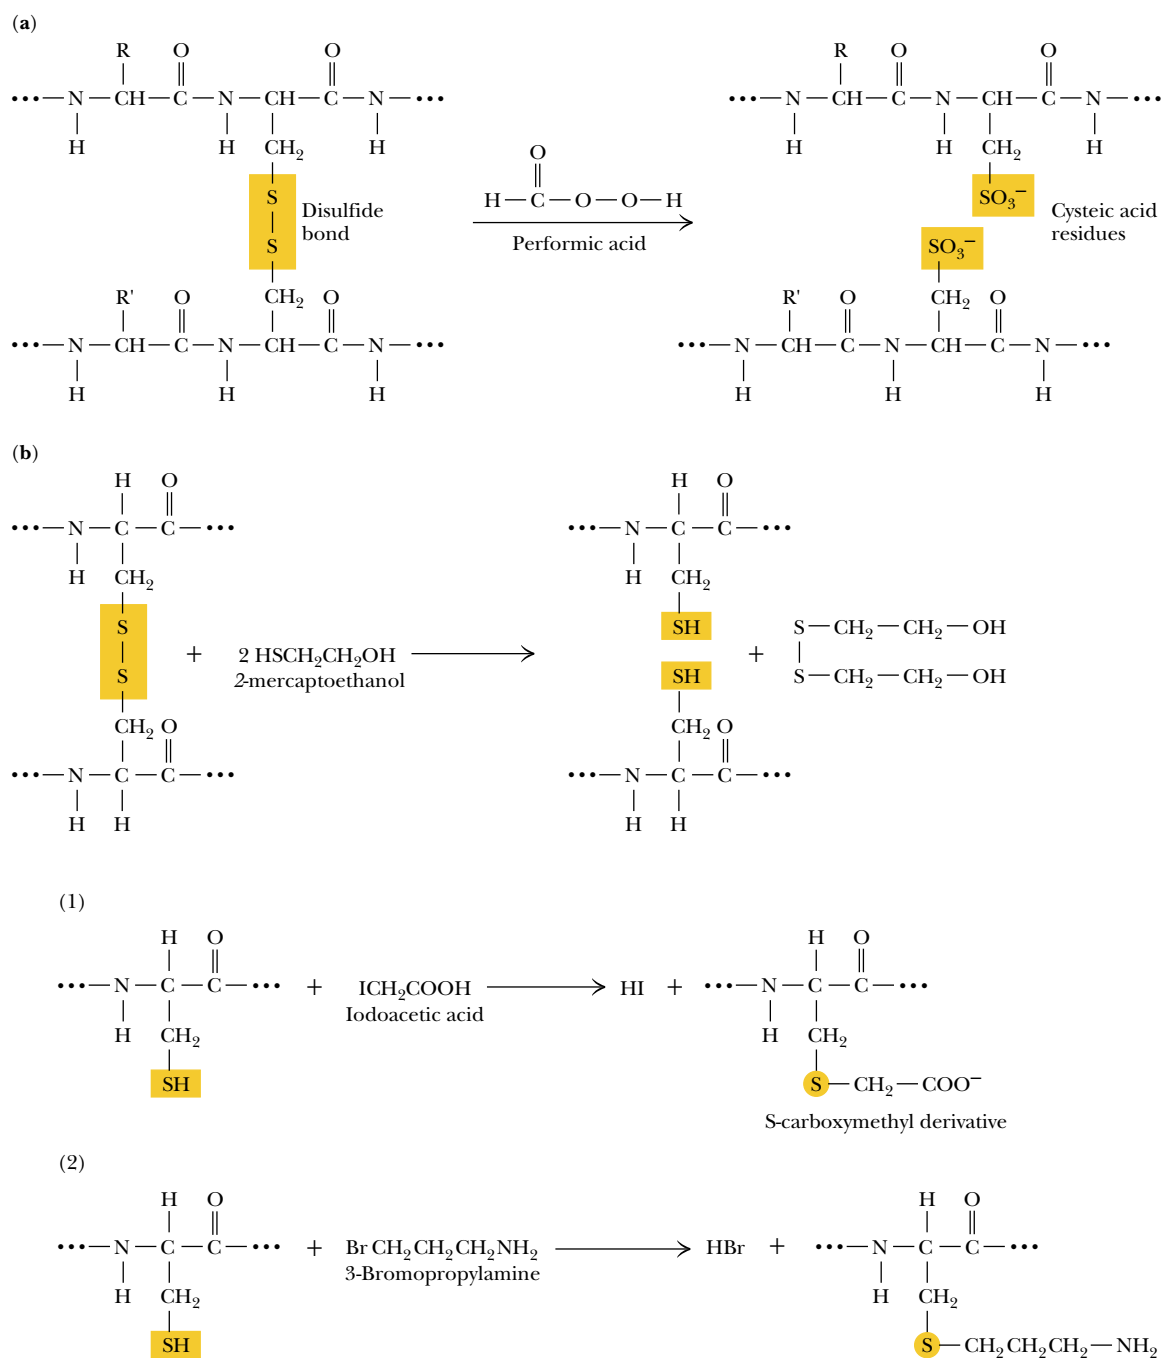 (a)
R O O R O O
•••—N—CH—C—N—CH—C—N—••• •••—N—CH—C—N—CH—C—N—•••
H H CH₂ H O H H CH₂ H
S H—C—O—O—H SO₃⁻
Disulfide Cysteic acid
bond Performic acid residues
S SO₃⁻
R' O CH₂ O R' O CH₂ O
•••—N—CH—C—N—CH—C—N—••• •••—N—CH—C—N—CH—C—N—•••
H H H H H H
(b)
H O H O
•••—N—C—C—••• •••—N—C—C—•••
H CH₂ H CH₂
S SH S—CH₂—CH₂—OH
+ 2 HSCH₂CH₂OH +
2-mercaptoethanol
S SH S—CH₂—CH₂—OH
CH₂ O CH₂ O
•••—N—C—C—••• •••—N—C—C—•••
H H H H
(1)
H O H O
•••—N—C—C—••• + ICH₂COOH HI + •••—N—C—C—•••
Iodoacetic acid
H CH₂ H CH₂
SH S—CH₂—COO⁻
S-carboxymethyl derivative
(2)
H O H O
•••—N—C—C—••• + BrCH₂CH₂CH₂NH₂ HBr + •••—N—C—C—•••
3-Bromopropylamine
H CH₂ H CH₂
SH S—CH₂CH₂CH₂—NH₂